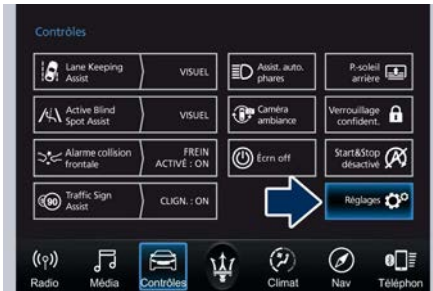 Contrôles
Lane Keeping
Assist
VISUEL
Assist. auto.
phares
P.-soleil
arrière
Active Blind
Spot Assist
VISUEL
Caméra
ambiance
Verrouillage
confident.
Alarme collision
frontale
FREIN
ACTIVÉ : ON
Écrn off
Start&Stop
désactivé
90
Traffic Sign
Assist
CLIGN. : ON
Réglages
Radio
Média
Contrôles
Climat
Nav
Téléphon